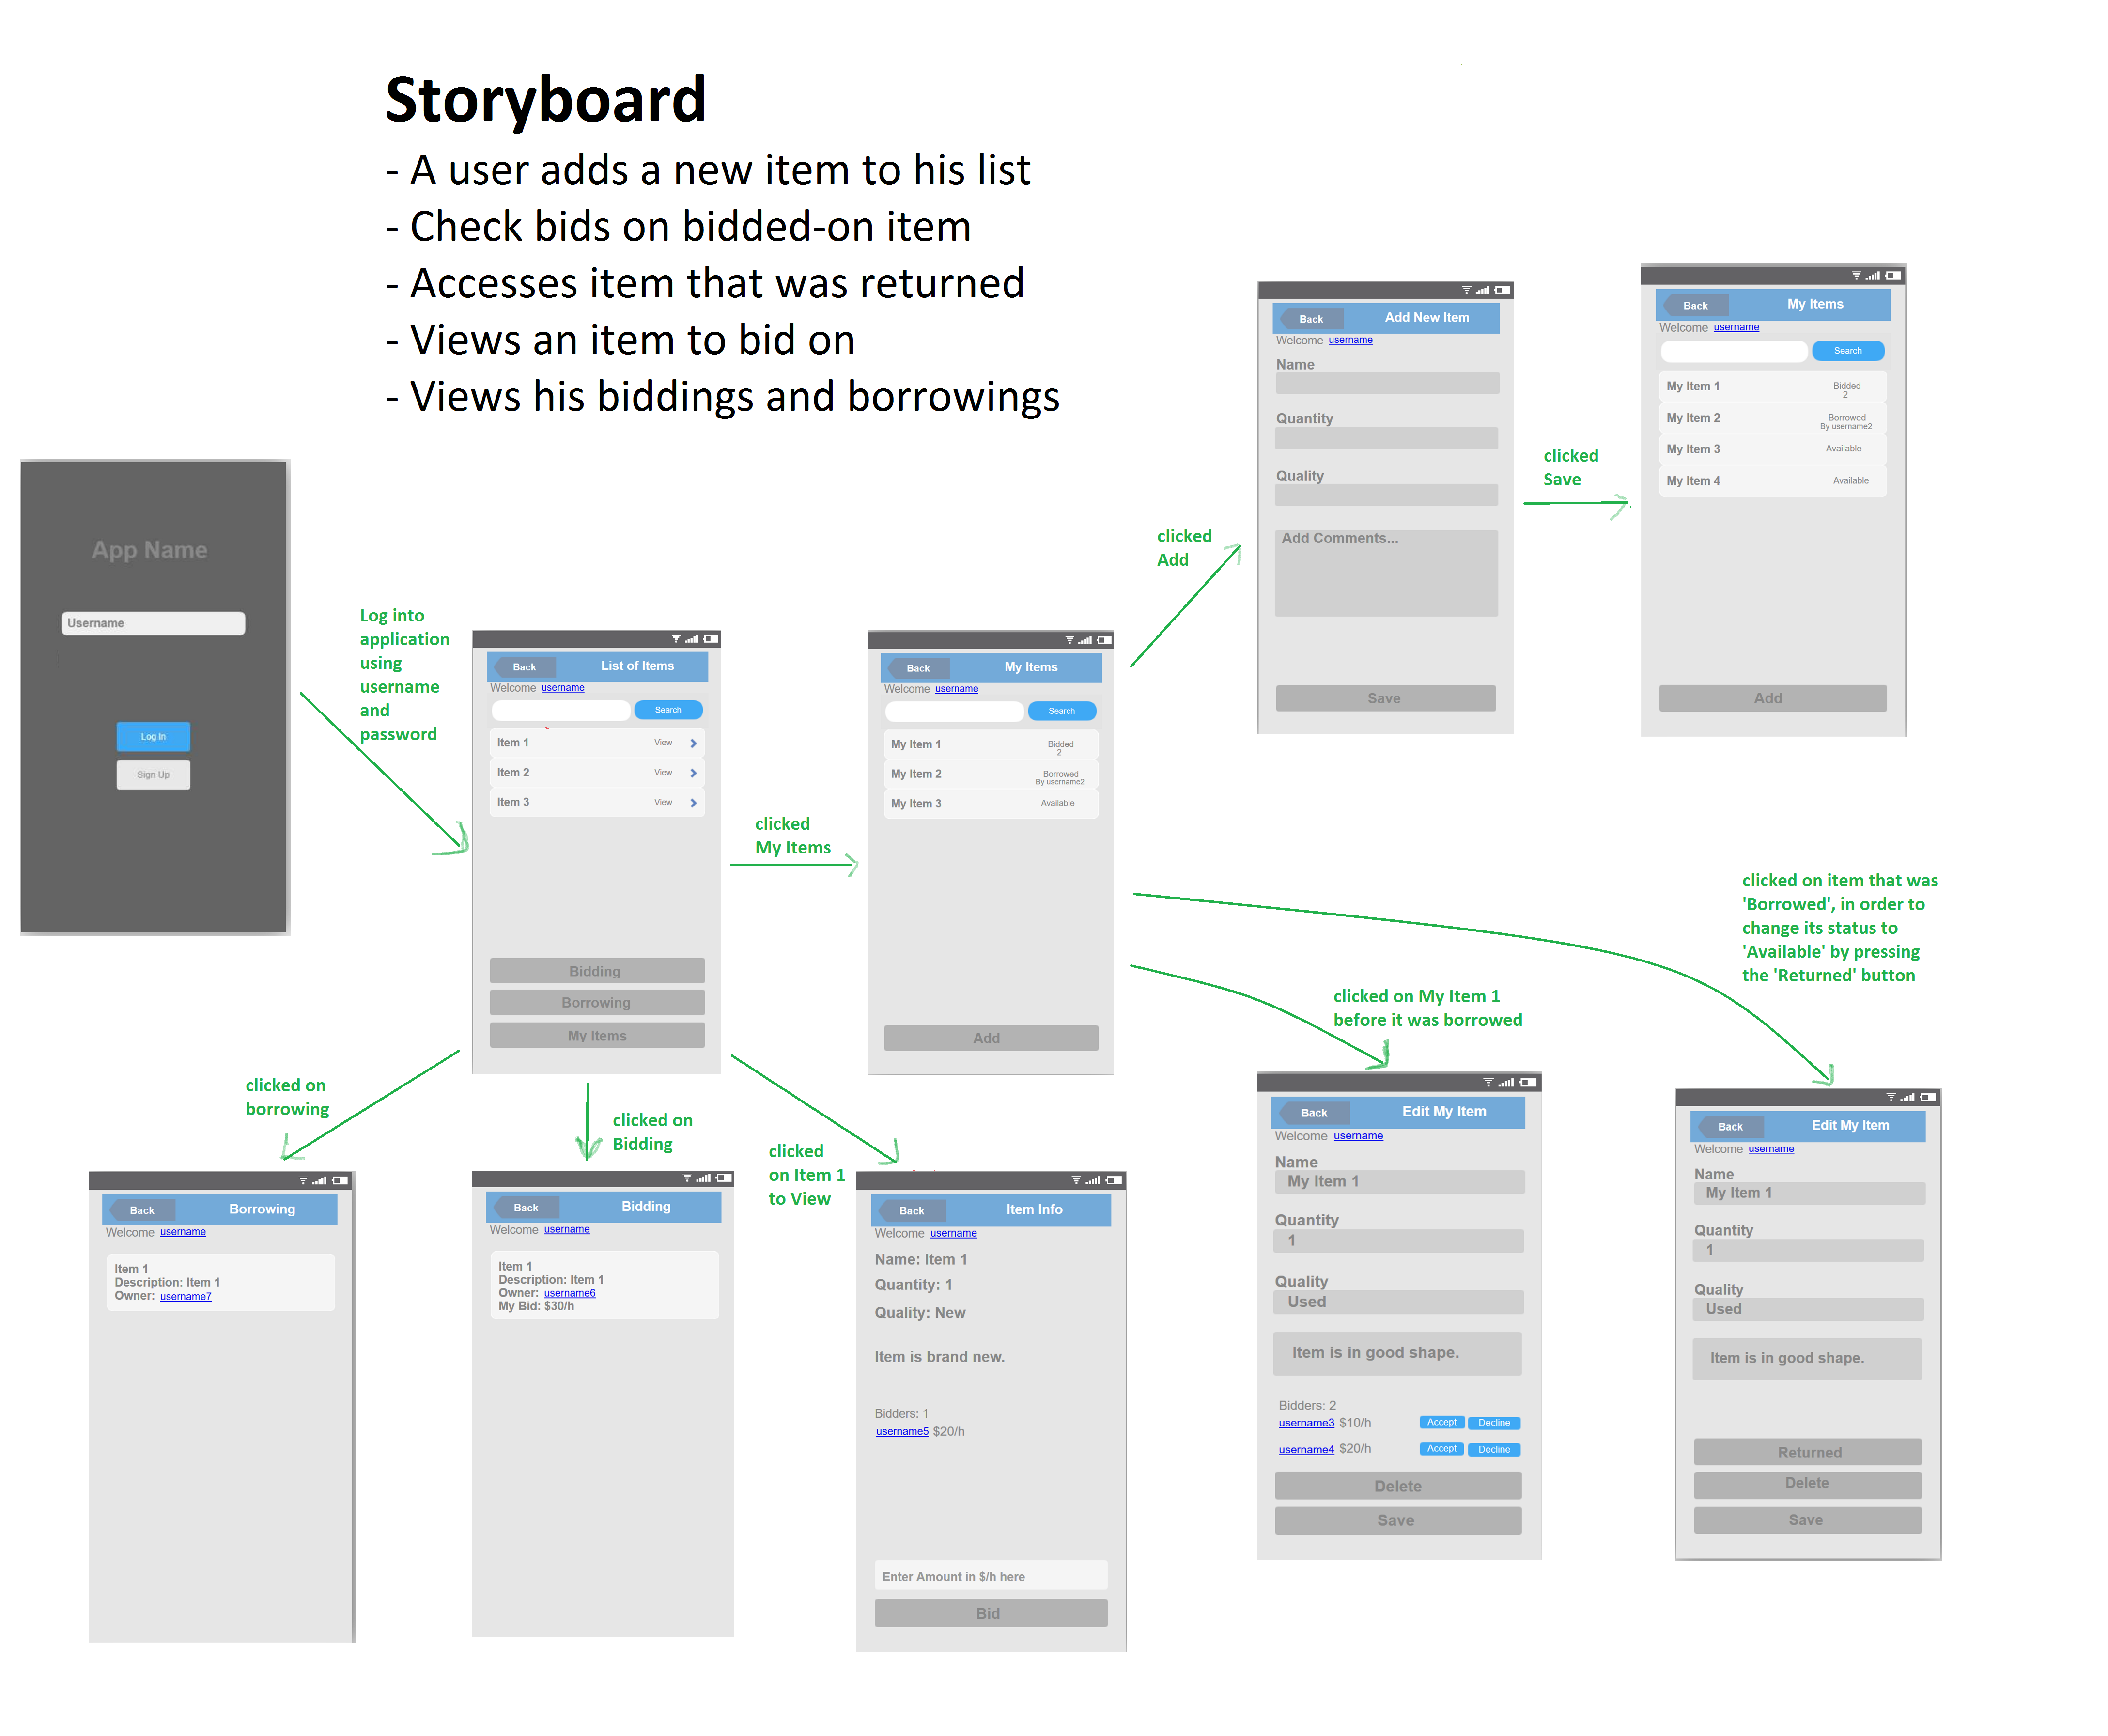 Storyboard
- A user adds a new item to his list
- Check bids on bidded-on item
- Accesses item that was returned
- Views an item to bid on
- Views his biddings and borrowings
App Name
Username
Log In
Sign Up
Log into
application
using
username
and
password
Back
List of Items
Welcome username
Search
Item 1 View
Item 2 View
Item 3 View
Bidding
Borrowing
My Items
clicked
My Items
Back
My Items
Welcome username
Search
My Item 1 Bidded
2
My Item 2 Borrowed
By username2
My Item 3 Available
Add
clicked
Add
Back
Add New Item
Welcome username
Name
Quantity
Quality
Add Comments...
Save
clicked
Save
Back
My Items
Welcome username
Search
My Item 1 Bidded
2
My Item 2 Borrowed
By username2
My Item 3 Available
My Item 4 Available
Add
clicked on
borrowing
Back
Borrowing
Welcome username
Item 1
Description: Item 1
Owner: username7
clicked on
Bidding
Back
Bidding
Welcome username
Item 1
Description: Item 1
Owner: username6
My Bid: $30/h
clicked
on Item 1
to View
Back
Item Info
Welcome username
Name: Item 1
Quantity: 1
Quality: New
Item is brand new.
Bidders: 1
username5 $20/h
Enter Amount in $/h here
Bid
clicked on My Item 1
before it was borrowed
Back
Edit My Item
Welcome username
Name
My Item 1
Quantity
1
Quality
Used
Item is in good shape.
Bidders: 2
username3 $10/h Accept Decline
username4 $20/h Accept Decline
Delete
Save
clicked on item that was
'Borrowed', in order to
change its status to
'Available' by pressing
the 'Returned' button
Back
Edit My Item
Welcome username
Name
My Item 1
Quantity
1
Quality
Used
Item is in good shape.
Returned
Delete
Save